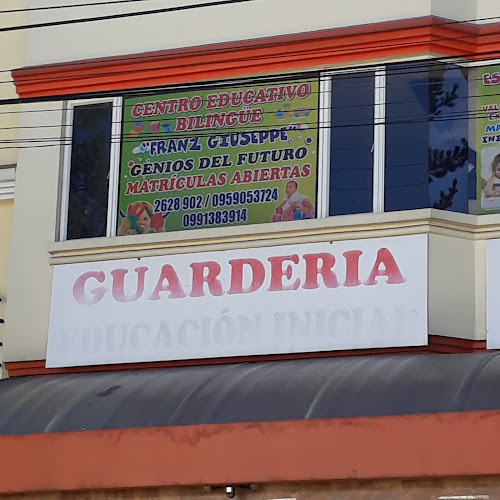 CENTRO EDUCATIVO
BILINGÜE
"FRANZ GIUSEPPE"
GENIOS DEL FUTURO
MATRÍCULAS ABIERTAS
2628 902 / 0959053724
0991383914
GUARDERIA
EDUCACIÓN INICIAL